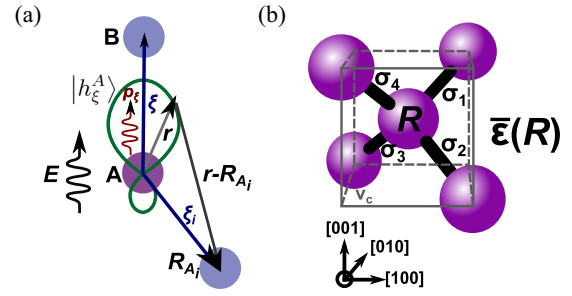 (a)
B
|h_ξ^A⟩
p_ξ
ξ
r
E
A
r-R_{A_i}
ξ_i
R_{A_i}
(b)
σ_4
σ_1
R
ε̄(R)
σ_3
σ_2
v_c
[001]
[010]
[100]